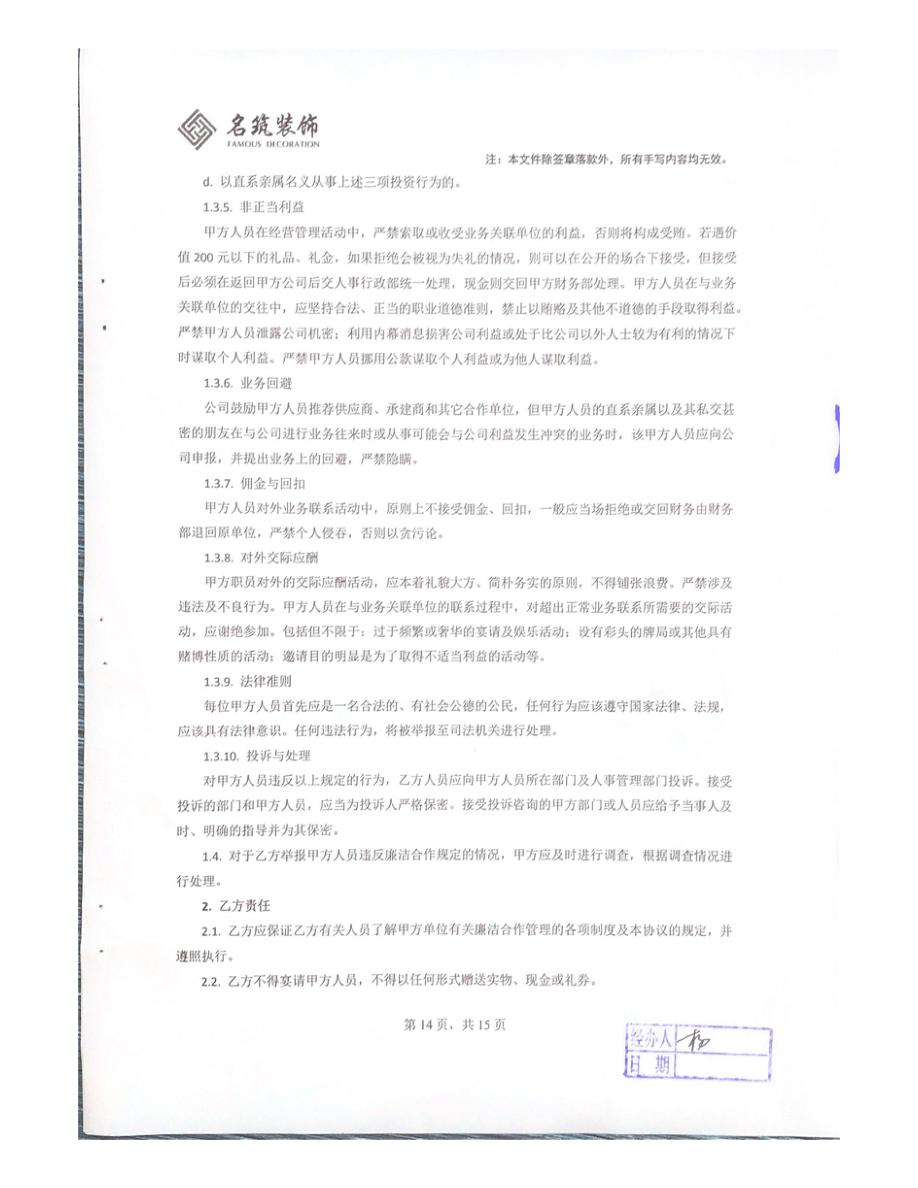 名筑装饰
FAMOUS DECORATION
注：本文件除签章落款外，所有手写内容均无效。
d. 以直系亲属名义从事上述三项投资行为的。
1.3.5. 非正当利益
甲方人员在经营管理活动中，严禁索取或收受业务关联单位的利益，否则将构成受贿。若遇价
值 200 元以下的礼品、礼金，如果拒绝会被视为失礼的情况，则可以在公开的场合下接受，但接受
后必须在返回甲方公司后交人事行政部统一处理，现金则交回甲方财务部处理。甲方人员在与业务
关联单位的交往中，应坚持合法、正当的职业道德准则，禁止以贿赂及其他不道德的手段取得利益。
严禁甲方人员泄露公司机密；利用内幕消息损害公司利益或处于比公司以外人士较为有利的情况下
时谋取个人利益。严禁甲方人员挪用公款谋取个人利益或为他人谋取利益。
1.3.6. 业务回避
公司鼓励甲方人员推荐供应商、承建商和其它合作单位，但甲方人员的直系亲属以及其私交甚
密的朋友在与公司进行业务往来时或从事可能会与公司利益发生冲突的业务时，该甲方人员应向公
司申报，并提出业务上的回避，严禁隐瞒。
1.3.7. 佣金与回扣
甲方人员对外业务联系活动中，原则上不接受佣金、回扣，一般应当场拒绝或交回财务由财务
部退回原单位，严禁个人侵吞，否则以贪污论。
1.3.8. 对外交际应酬
甲方职员对外的交际应酬活动，应本着礼貌大方、简朴务实的原则，不得铺张浪费。严禁涉及
违法及不良行为。甲方人员在与业务关联单位的联系过程中，对超出正常业务联系所需要的交际活
动，应谢绝参加。包括但不限于：过于频繁或奢华的宴请及娱乐活动；设有彩头的牌局或其他具有
赌博性质的活动；邀请目的明显是为了取得不适当利益的活动等。
1.3.9. 法律准则
每位甲方人员首先应是一名合法的、有社会公德的公民，任何行为应该遵守国家法律、法规，
应该具有法律意识。任何违法行为，将被举报至司法机关进行处理。
1.3.10. 投诉与处理
对甲方人员违反以上规定的行为，乙方人员应向甲方人员所在部门及人事管理部门投诉。接受
投诉的部门和甲方人员，应当为投诉人严格保密。接受投诉咨询的甲方部门或人员应给予当事人及
时、明确的指导并为其保密。
1.4. 对于乙方举报甲方人员违反廉洁合作规定的情况，甲方应及时进行调查，根据调查情况进
行处理。
2. 乙方责任
2.1. 乙方应保证乙方有关人员了解甲方单位有关廉洁合作管理的各项制度及本协议的规定，并
遵照执行。
2.2. 乙方不得宴请甲方人员，不得以任何形式赠送实物、现金或礼券。
第 14 页，共 15 页
经办人 杨
日 期